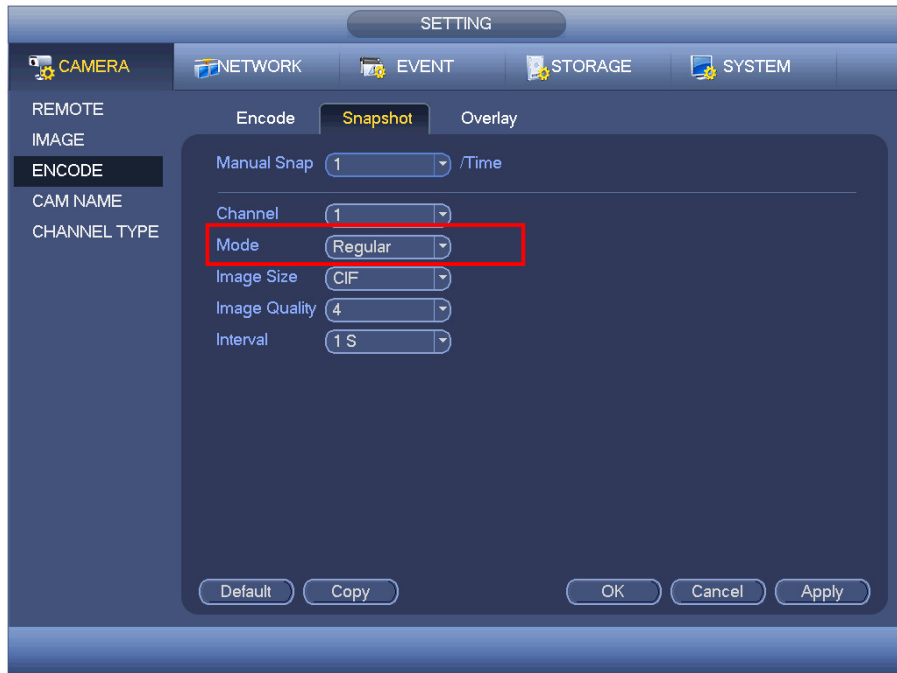 SETTING
CAMERA NETWORK EVENT STORAGE SYSTEM
REMOTE
IMAGE
ENCODE
CAM NAME
CHANNEL TYPE
Encode Snapshot Overlay
Manual Snap 1 /Time
Channel 1
Mode Regular
Image Size CIF
Image Quality 4
Interval 1 S
Default Copy OK Cancel Apply